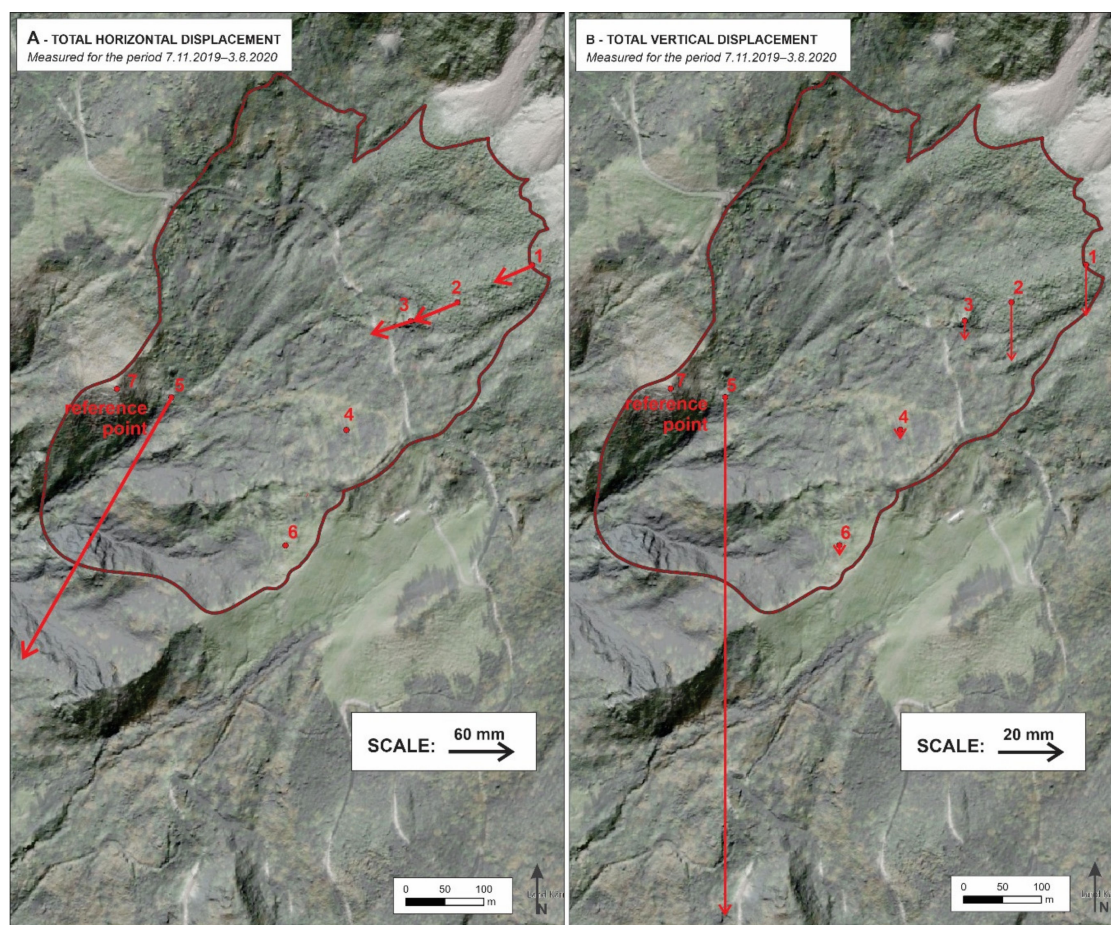 A - TOTAL HORIZONTAL DISPLACEMENT
Measured for the period 7.11.2019–3.8.2020
1
2
3
7
5
reference
point
4
6
60 mm
SCALE:
0 50 100
m
N
B - TOTAL VERTICAL DISPLACEMENT
Measured for the period 7.11.2019–3.8.2020
1
2
3
7
5
reference
point
4
6
20 mm
SCALE:
0 50 100
m
N